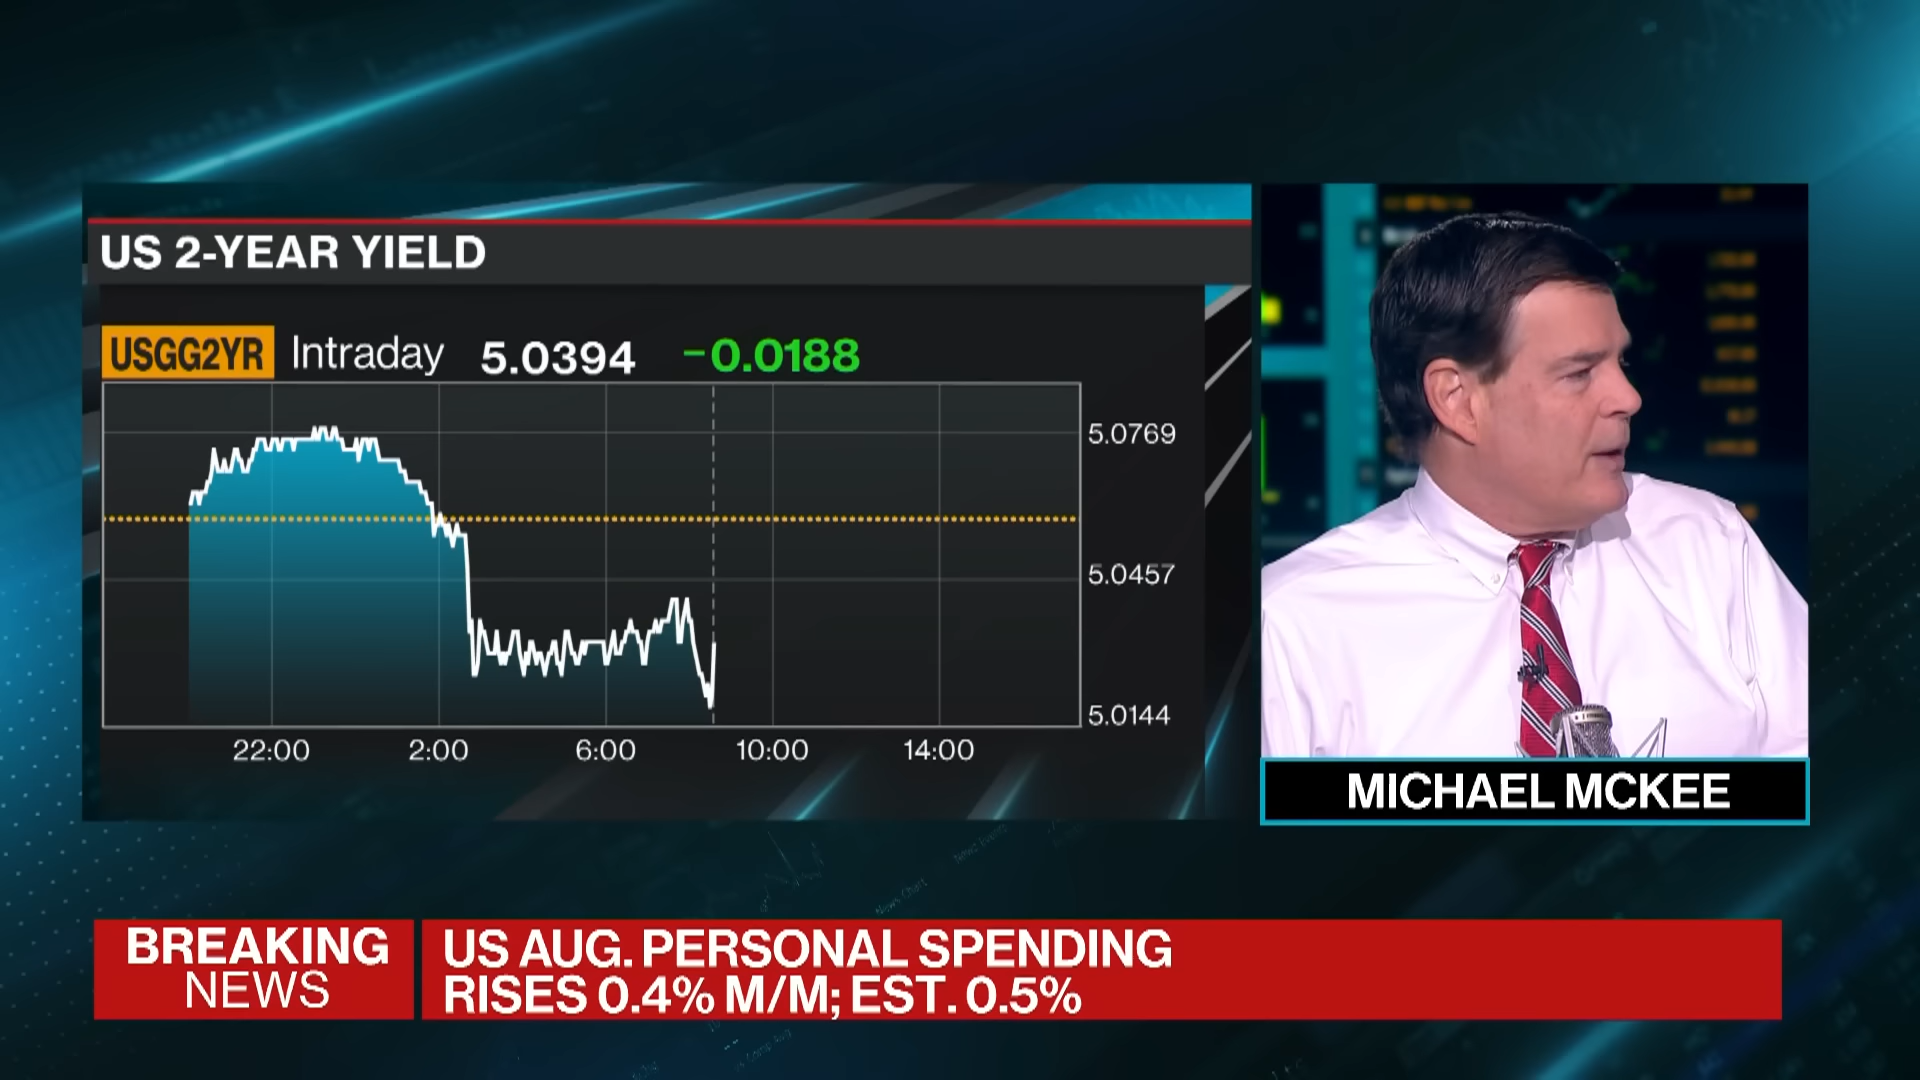 US 2-YEAR YIELD
USGG2YR Intraday 5.0394 -0.0188
5.0769
5.0457
5.0144
22:00 2:00 6:00 10:00 14:00
MICHAEL MCKEE
BREAKING
NEWS
US AUG. PERSONAL SPENDING
RISES 0.4% M/M; EST. 0.5%